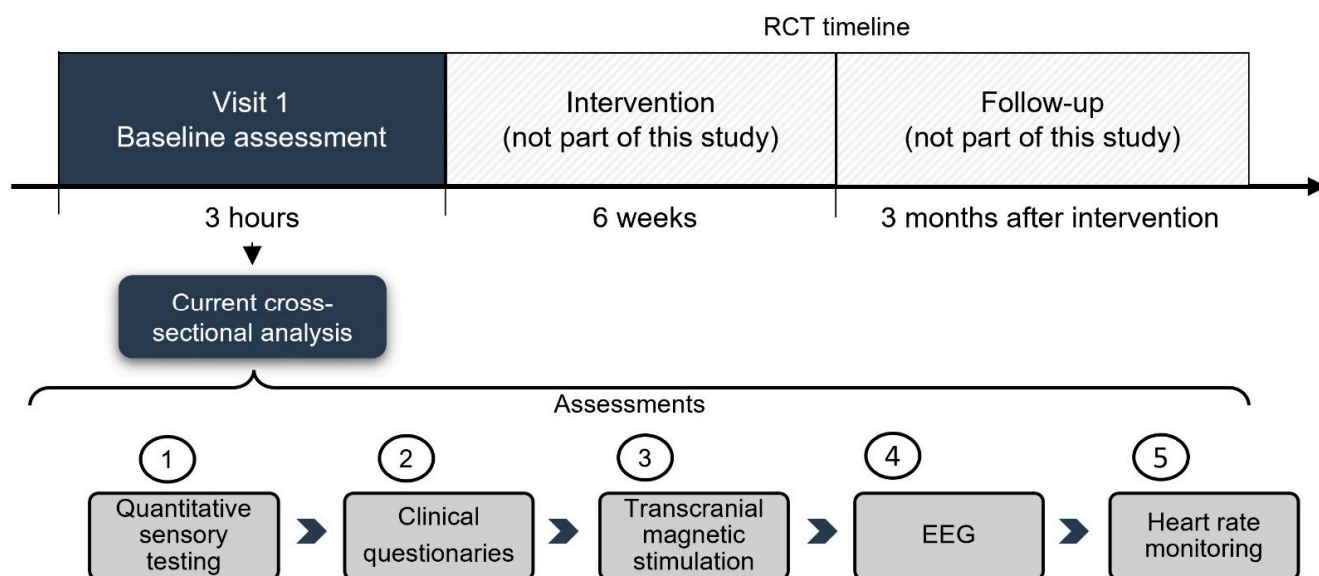 RCT timeline
Visit 1
Baseline assessment
Intervention
(not part of this study)
Follow-up
(not part of this study)
3 hours
6 weeks
3 months after intervention
Current cross-
sectional analysis
Assessments
1
2
3
4
5
Quantitative
sensory
testing
Clinical
questionaries
Transcranial
magnetic
stimulation
EEG
Heart rate
monitoring